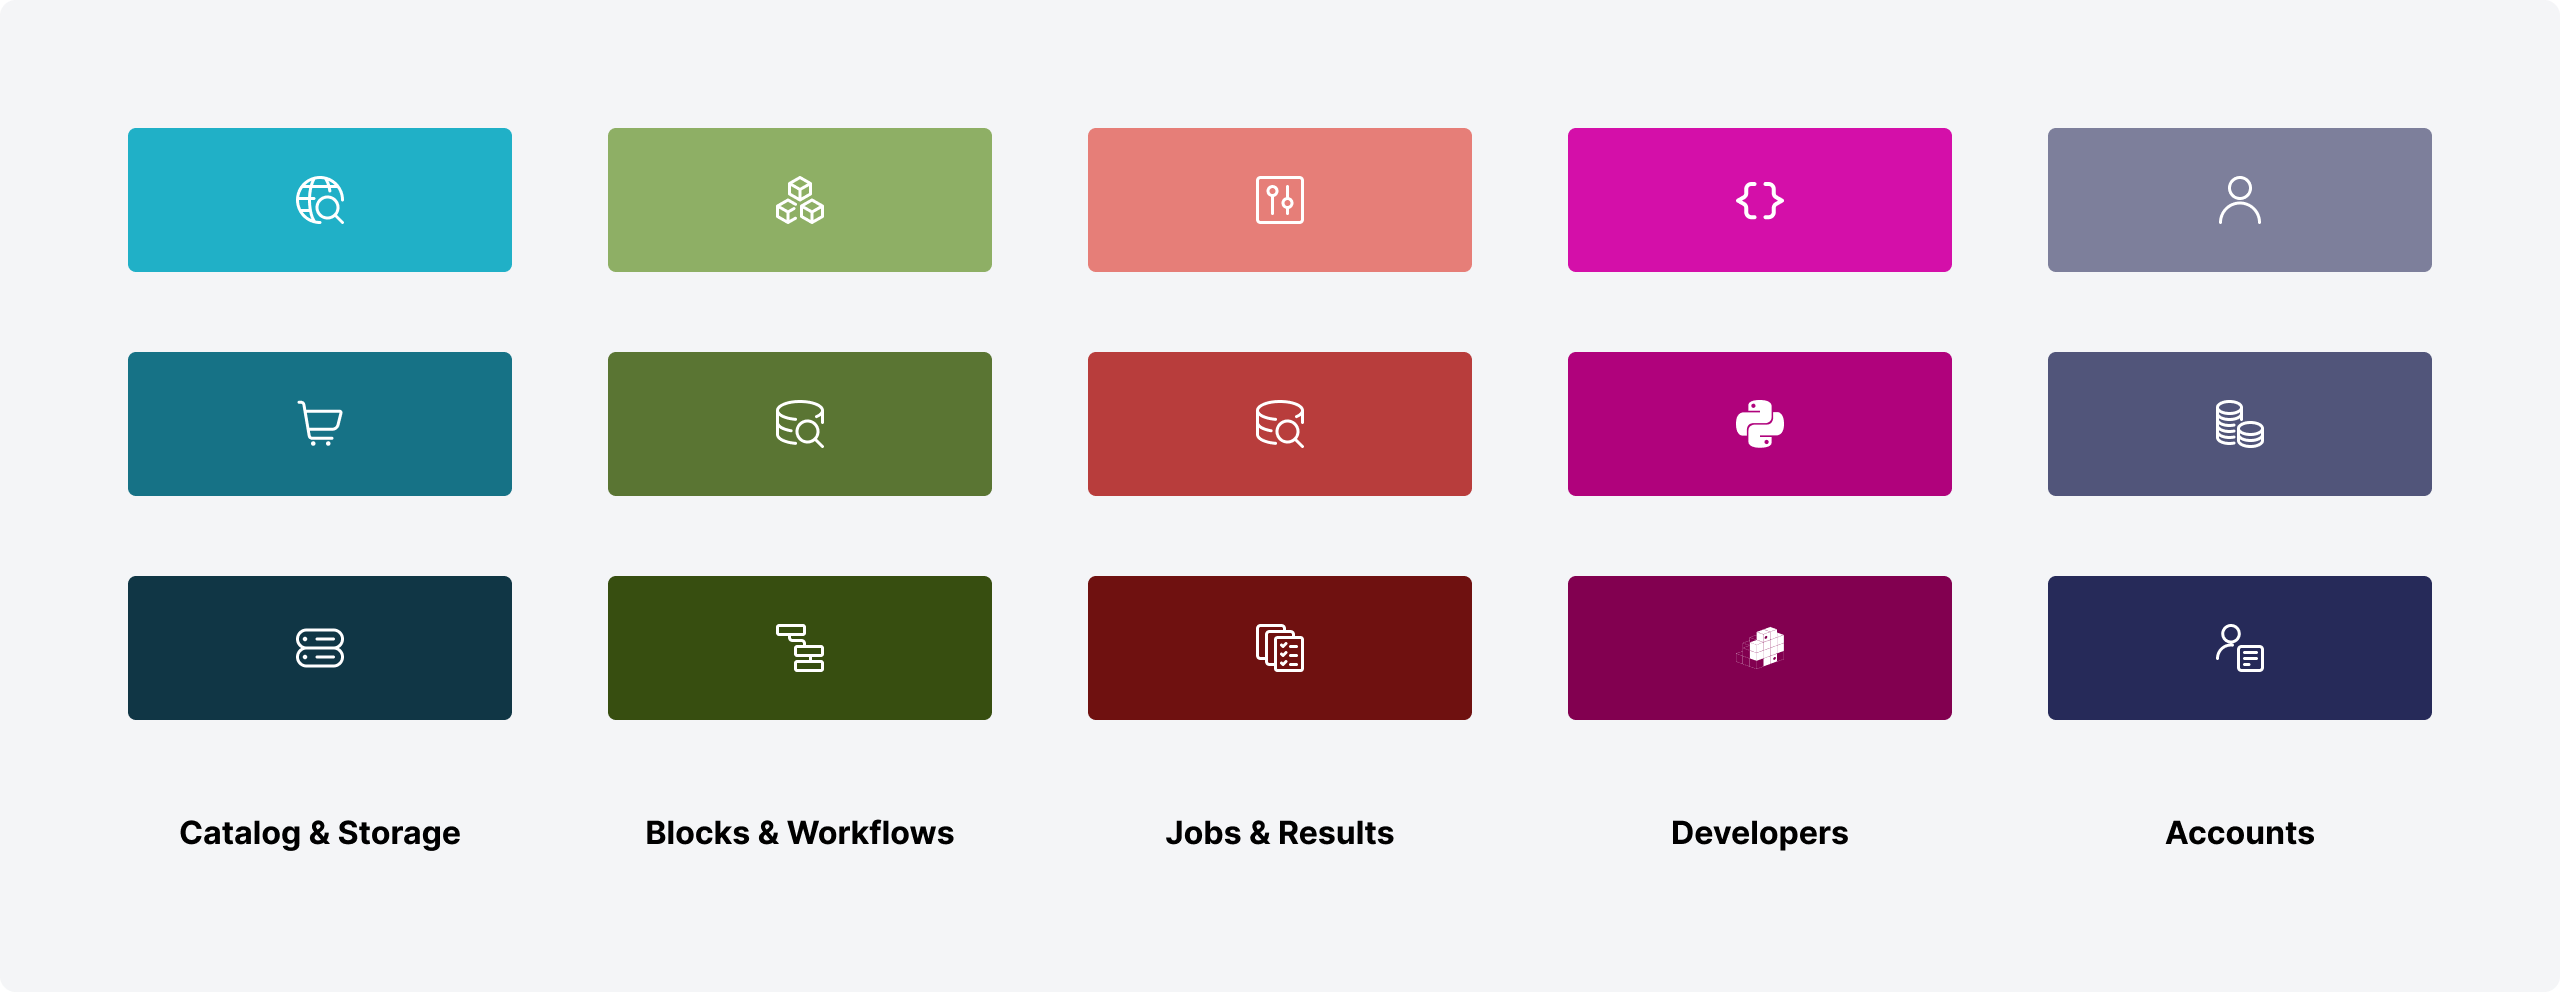 Catalog & Storage
Blocks & Workflows
Jobs & Results
Developers
Accounts